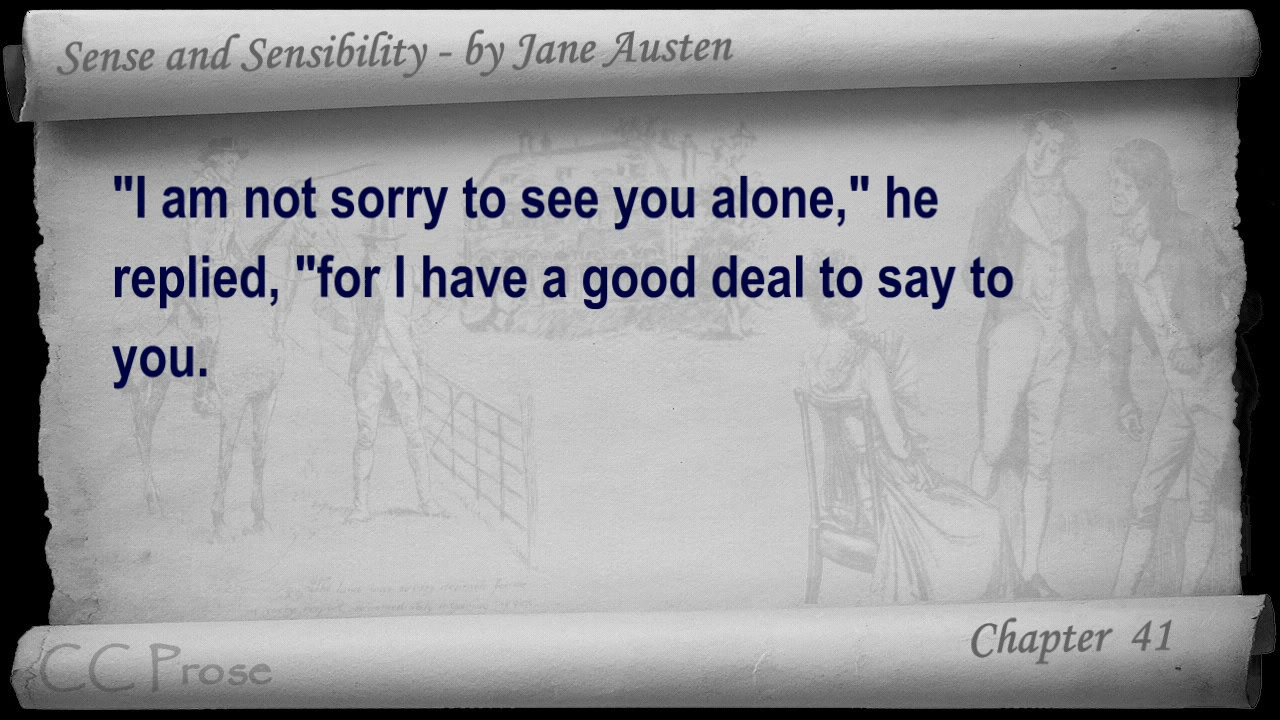 Sense and Sensibility - by Jane Austen
"I am not sorry to see you alone," he
replied, "for I have a good deal to say to
you.
Chapter 41
CC Prose